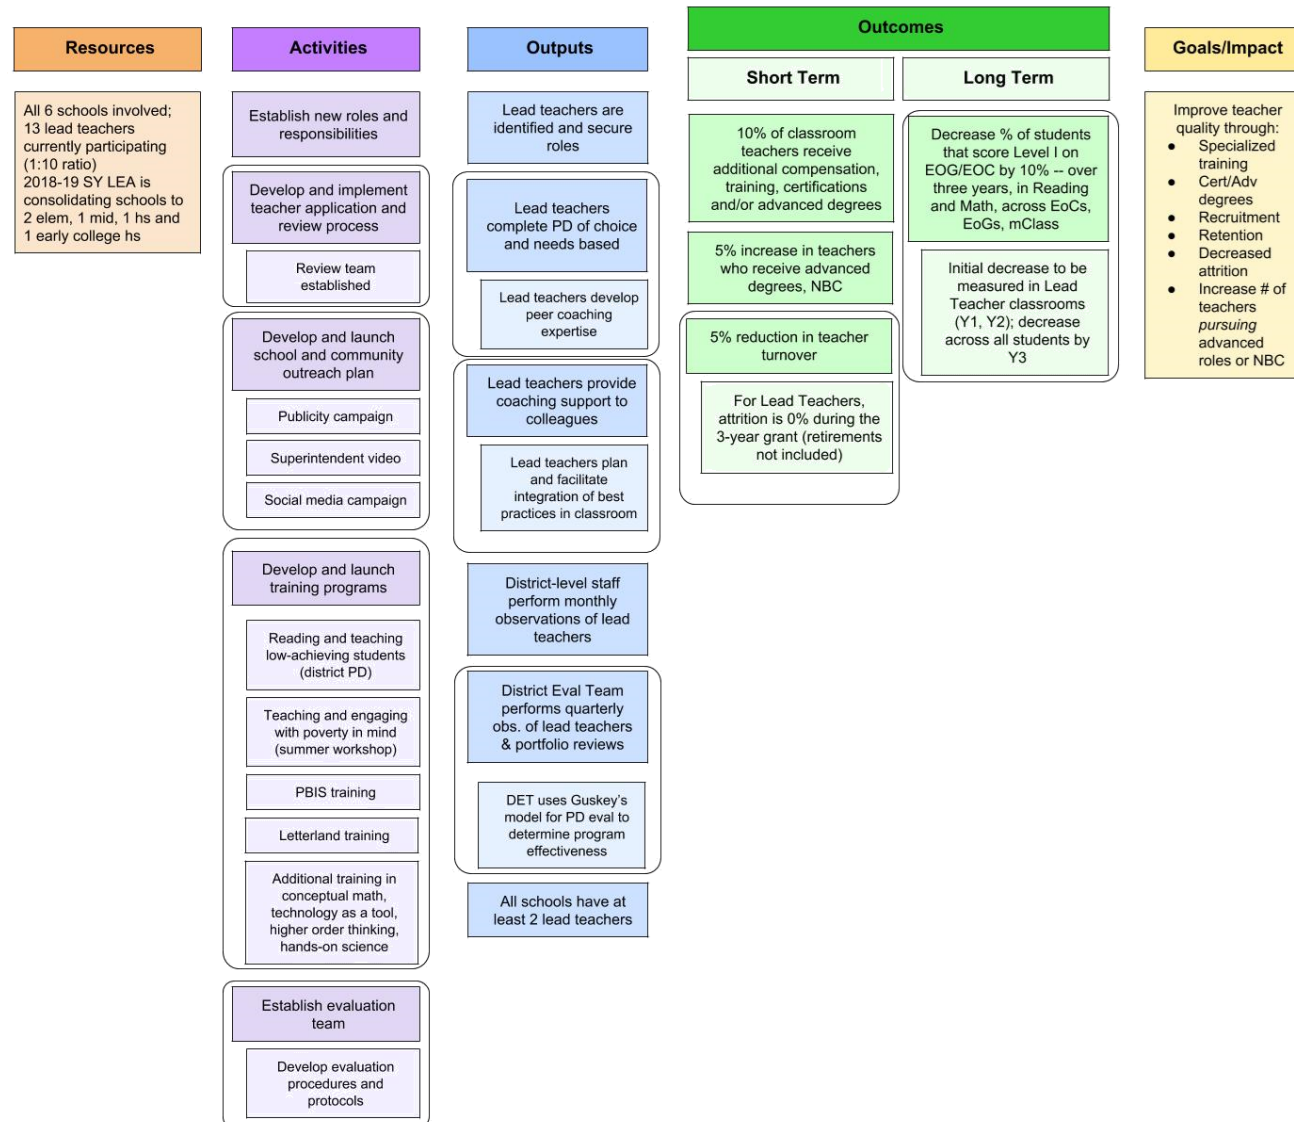 Resources
All 6 schools involved;
13 lead teachers
currently participating
(1:10 ratio)
2018-19 SY LEA is
consolidating schools to
2 elem, 1 mid, 1 hs and
1 early college hs
Activities
Establish new roles and
responsibilities
Develop and implement
teacher application and
review process
Review team
established
Develop and launch
school and community
outreach plan
Publicity campaign
Superintendent video
Social media campaign
Develop and launch
training programs
Reading and teaching
low-achieving students
(district PD)
Teaching and engaging
with poverty in mind
(summer workshop)
PBIS training
Letterland training
Additional training in
conceptual math,
technology as a tool,
higher order thinking,
hands-on science
Establish evaluation
team
Develop evaluation
procedures and
protocols
Outputs
Lead teachers are
identified and secure
roles
Lead teachers
complete PD of choice
and needs based
Lead teachers develop
peer coaching
expertise
Lead teachers provide
coaching support to
colleagues
Lead teachers plan
and facilitate
integration of best
practices in classroom
District-level staff
perform monthly
observations of lead
teachers
District Eval Team
performs quarterly
obs. of lead teachers
& portfolio reviews
DET uses Guskey's
model for PD eval to
determine program
effectiveness
All schools have at
least 2 lead teachers
Outcomes
Short Term
10% of classroom
teachers receive
additional compensation,
training, certifications
and/or advanced degrees
5% increase in teachers
who receive advanced
degrees, NBC
5% reduction in teacher
turnover
For Lead Teachers,
attrition is 0% during the
3-year grant (retirements
not included)
Long Term
Decrease % of students
that score Level I on
EOG/EOC by 10% -- over
three years, in Reading
and Math, across EoCs,
EoGs, mClass
Initial decrease to be
measured in Lead
Teacher classrooms
(Y1, Y2); decrease
across all students by
Y3
Goals/Impact
Improve teacher
quality through:
● Specialized
training
● Cert/Adv
degrees
● Recruitment
● Retention
● Decreased
attrition
● Increase # of
teachers
pursuing
advanced
roles or NBC